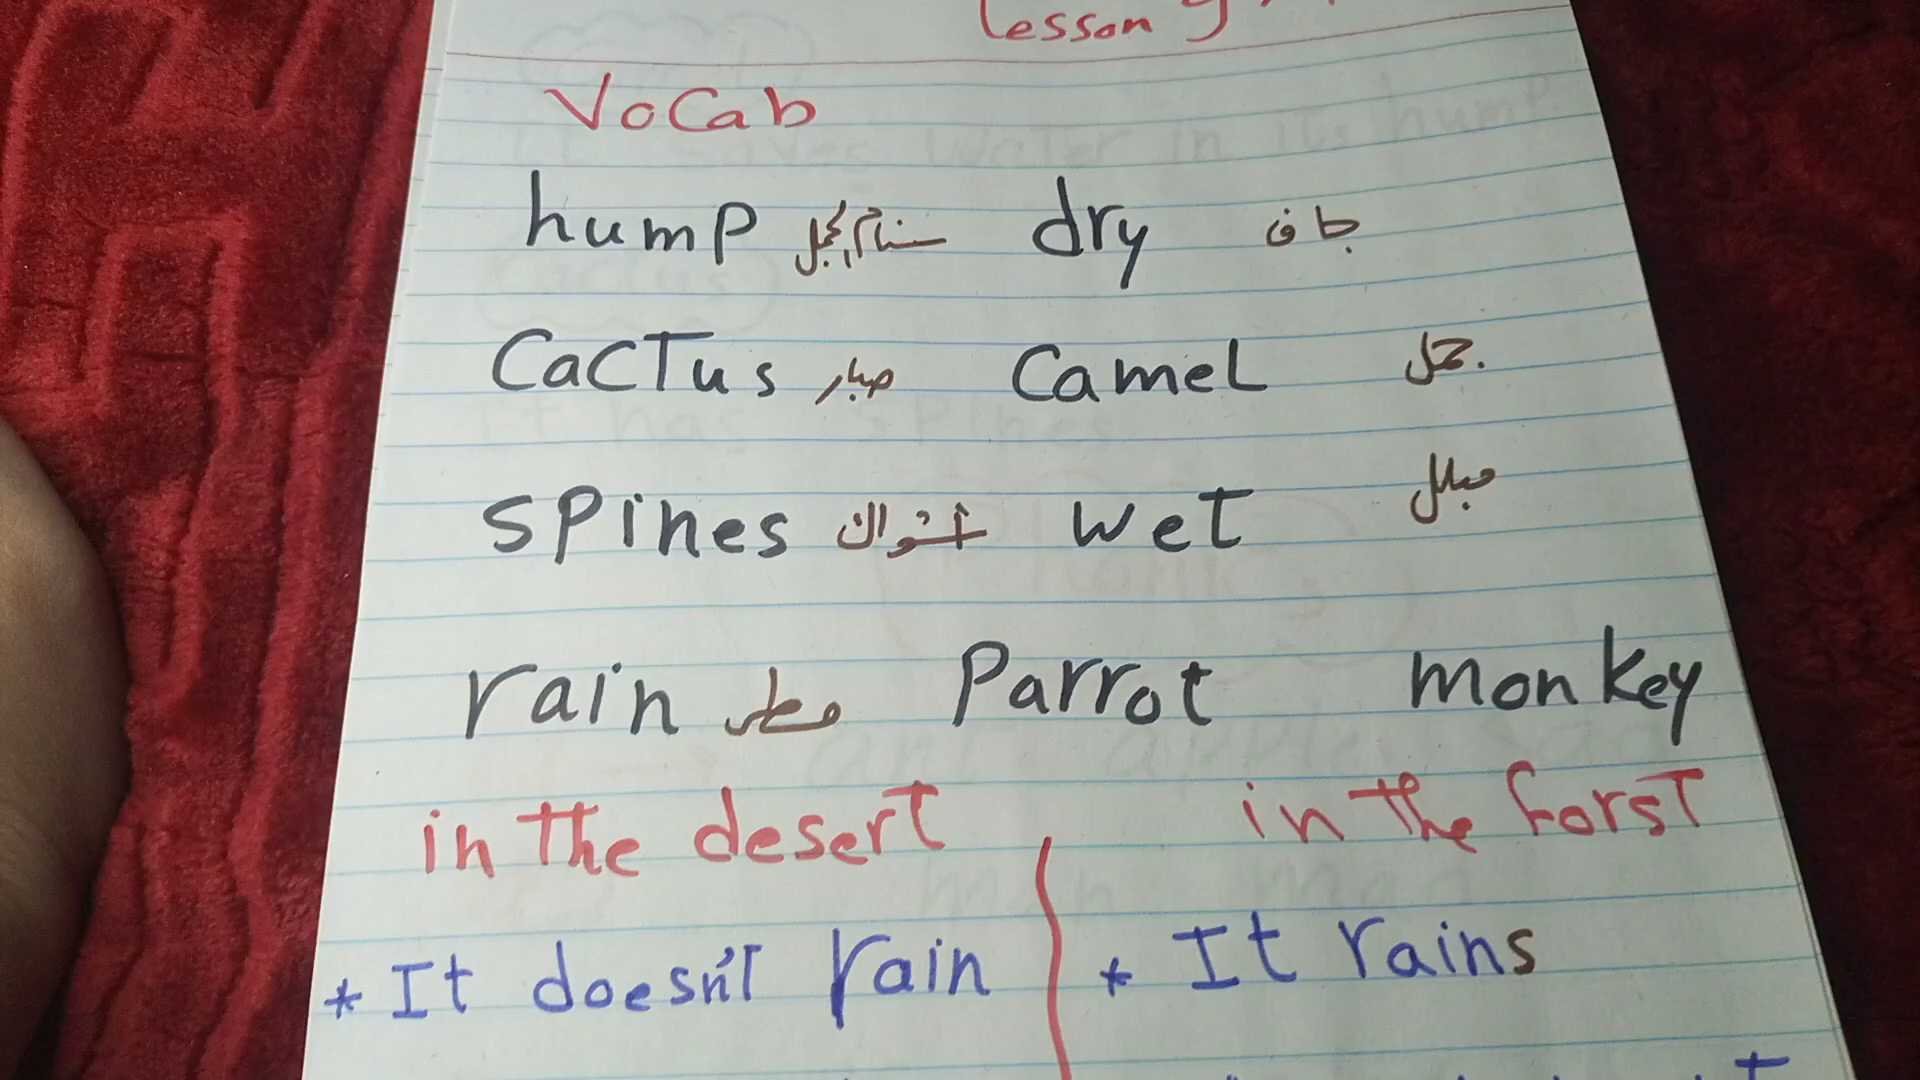 Lesson
Vocab
hump سنام الجمل dry جاف
Cactus صبار Camel جمل
spines أشواك wet مبلل
rain مطر Parrot monkey
in the desert in the forst
* It doesn't rain * It rains